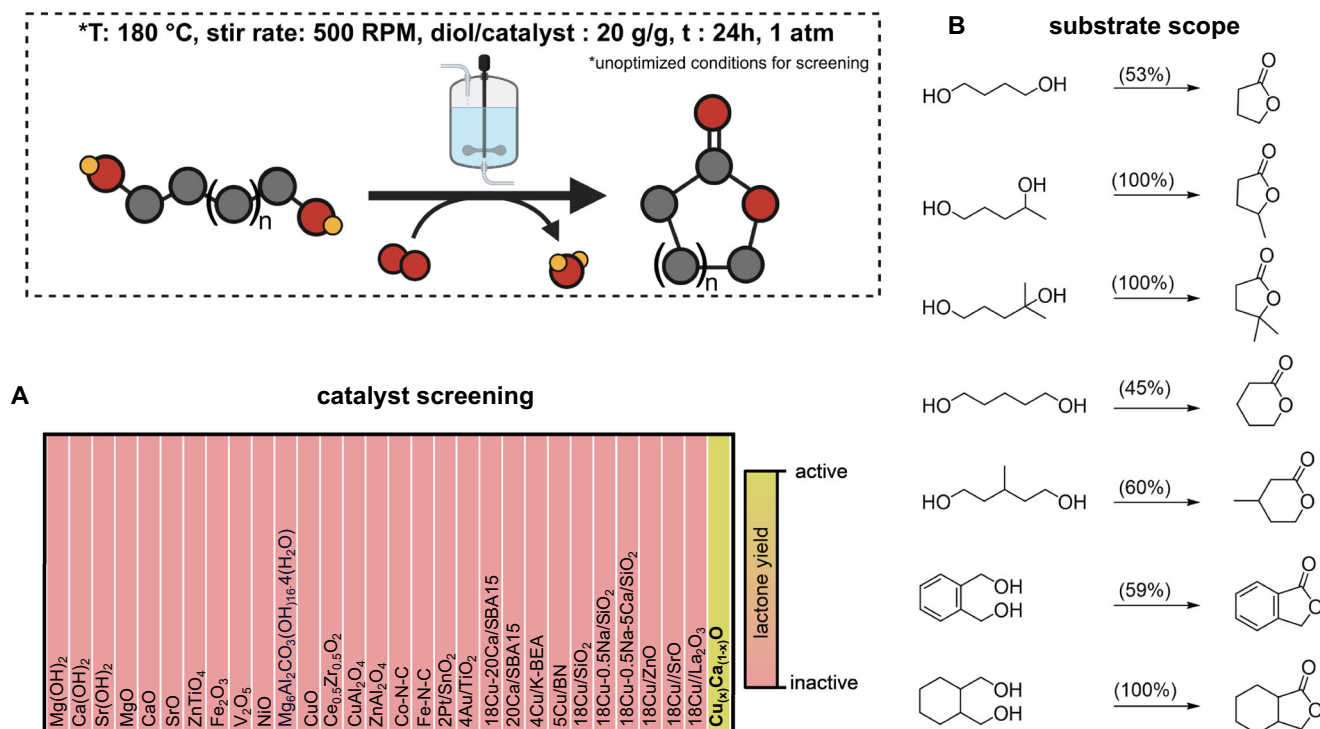 *T: 180 °C, stir rate: 500 RPM, diol/catalyst : 20 g/g, t : 24h, 1 atm
*unoptimized conditions for screening
( ) n
( ) n
A catalyst screening
Mg(OH)₂
Ca(OH)₂
Sr(OH)₂
MgO
CaO
SrO
ZnTiO₄
Fe₂O₃
V₂O₅
NiO
Mg₆Al₂CO₃(OH)₁₆·4(H₂O)
CuO
Ce₀.₅Zr₀.₅O₂
CuAl₂O₄
ZnAl₂O₄
Co-N-C
Fe-N-C
2Pt/SnO₂
4Au/TiO₂
18Cu-20Ca/SBA15
20Ca/SBA15
4Cu/K-BEA
5Cu/BN
18Cu/SiO₂
18Cu-0.5Na/SiO₂
18Cu-0.5Na-5Ca/SiO₂
18Cu/ZnO
18Cu//SrO
18Cu//La₂O₃
Cu₍ₓ₎Ca₍₁₋ₓ₎O
active
lactone yield
inactive
B substrate scope
HO OH (53%) O O
HO OH (100%) O O
HO OH (100%) O O
HO OH (45%) O O
HO OH (60%) O O
OH OH (59%) O O
OH OH (100%) O O